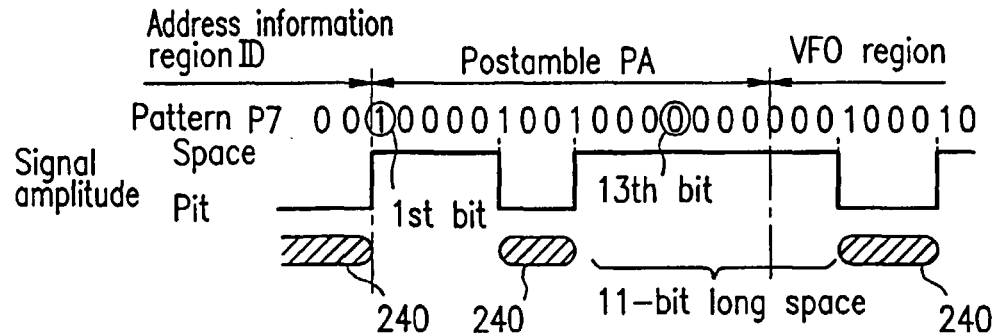 Address information
region ID
Postamble PA
VFO region
Pattern P7 0 0 1 0 0 0 0 1 0 0 1 0 0 0 0 0 0 0 0 0 0 1 0 0 0 1 0
Signal amplitude
Space
Pit
1st bit
13th bit
240
240
11-bit long space
240